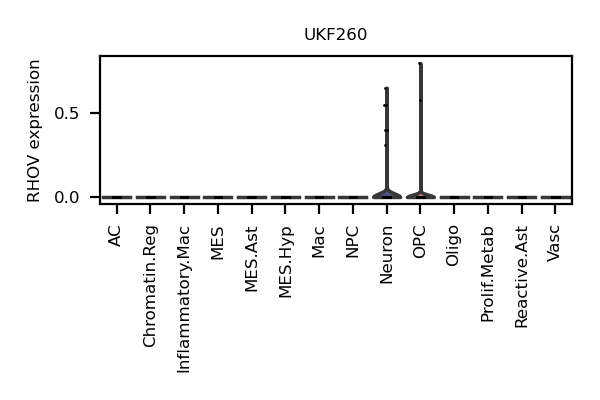 UKF260
RHOV expression
0.5
0.0
AC
Chromatin.Reg
Inflammatory.Mac
MES
MES.Ast
MES.Hyp
Mac
NPC
Neuron
OPC
Oligo
Prolif.Metab
Reactive.Ast
Vasc